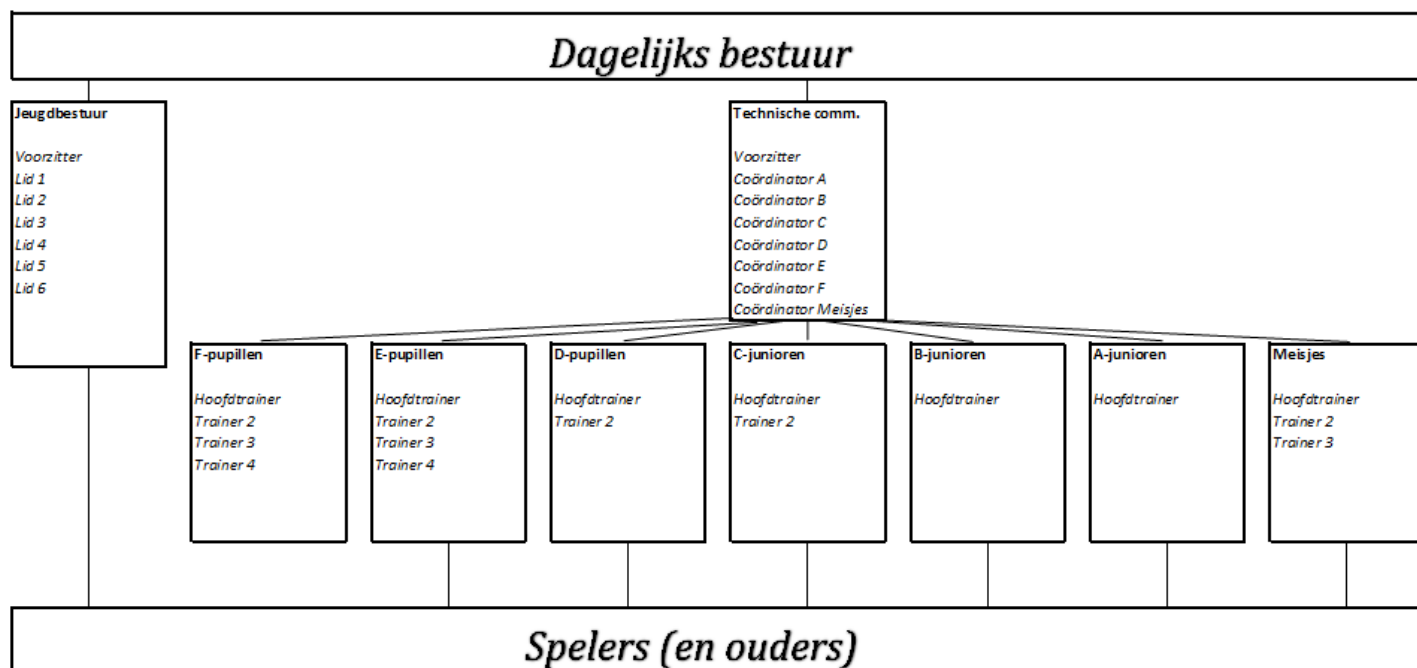 Dagelijks bestuur
Jeugdbestuur
Voorzitter
Lid 1
Lid 2
Lid 3
Lid 4
Lid 5
Lid 6
Technische comm.
Voorzitter
Coördinator A
Coördinator B
Coördinator C
Coördinator D
Coördinator E
Coördinator F
Coördinator Meisjes
F-pupillen
Hoofdtrainer
Trainer 2
Trainer 3
Trainer 4
E-pupillen
Hoofdtrainer
Trainer 2
Trainer 3
Trainer 4
D-pupillen
Hoofdtrainer
Trainer 2
C-junioren
Hoofdtrainer
Trainer 2
B-junioren
Hoofdtrainer
A-junioren
Hoofdtrainer
Meisjes
Hoofdtrainer
Trainer 2
Trainer 3
Spelers (en ouders)